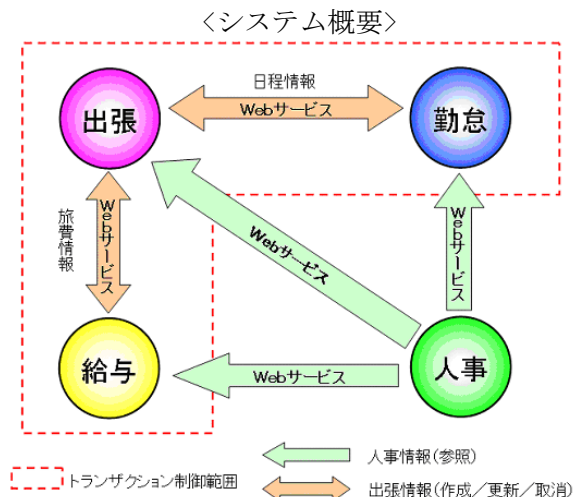 <システム概要>
日程情報
Webサービス
出張
勤怠
旅費情報
Webサービス
Webサービス
Webサービス
給与
Webサービス
人事
人事情報(参照)
トランザクション制御範囲
出張情報(作成/更新/取消)